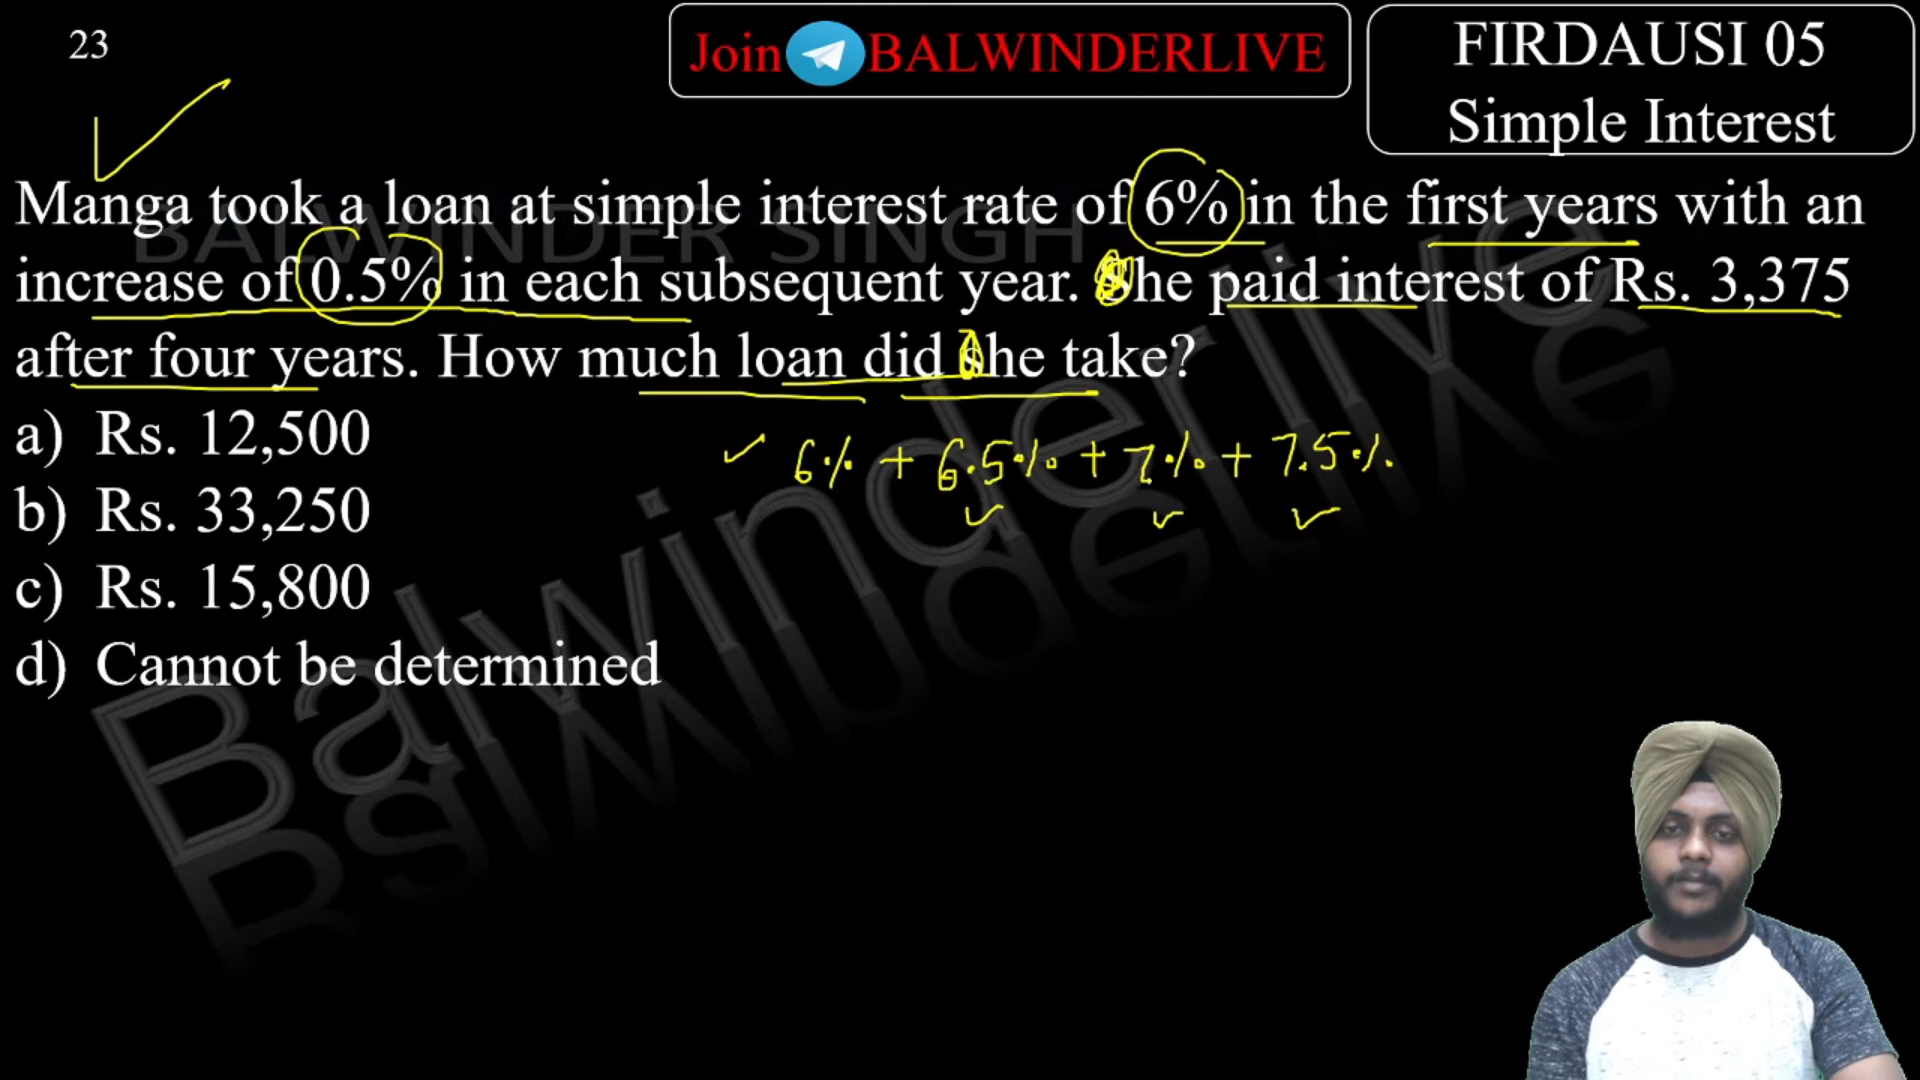 23
Join BALWINDERLIVE
FIRDAUSI 05
Simple Interest
Manga took a loan at simple interest rate of 6% in the first years with an
increase of 0.5% in each subsequent year. She paid interest of Rs. 3,375
after four years. How much loan did she take?
a) Rs. 12,500
b) Rs. 33,250
c) Rs. 15,800
d) Cannot be determined
6% + 6.5% + 7% + 7.5%
BALWINDER SINGH
Balwinderlive